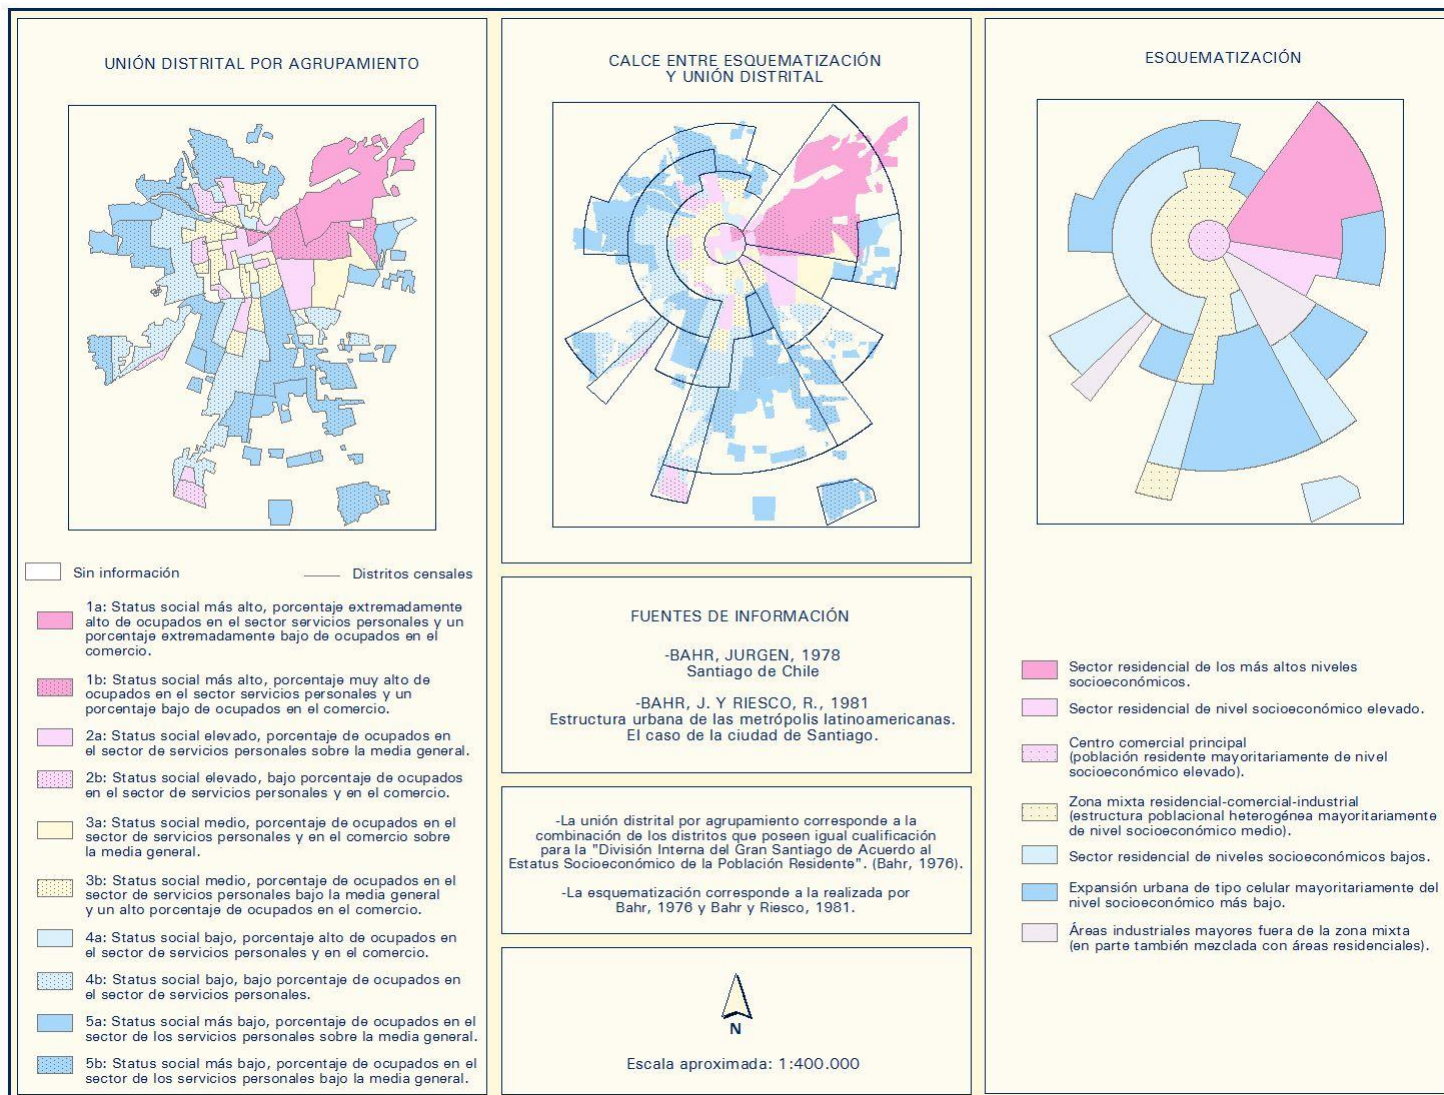 UNIÓN DISTRITAL POR AGRUPAMIENTO
Sin información
Distritos censales
1a: Status social más alto, porcentaje extremadamente
alto de ocupados en el sector servicios personales y un
porcentaje extremadamente bajo de ocupados en el
comercio.
1b: Status social más alto, porcentaje muy alto de
ocupados en el sector servicios personales y un
porcentaje bajo de ocupados en el comercio.
2a: Status social elevado, porcentaje de ocupados en
el sector de servicios personales sobre la media general.
2b: Status social elevado, bajo porcentaje de ocupados
en el sector de servicios personales y en el comercio.
3a: Status social medio, porcentaje de ocupados en el
sector de servicios personales y en el comercio sobre
la media general.
3b: Status social medio, porcentaje de ocupados en el
sector de servicios personales bajo la media general
y un alto porcentaje de ocupados en el comercio.
4a: Status social bajo, porcentaje alto de ocupados en
el sector de servicios personales y en el comercio.
4b: Status social bajo, bajo porcentaje de ocupados en
el sector de servicios personales.
5a: Status social más bajo, porcentaje de ocupados en el
sector de los servicios personales sobre la media general.
5b: Status social más bajo, porcentaje de ocupados en el
sector de los servicios personales bajo la media general.
CALCE ENTRE ESQUEMATIZACIÓN
Y UNIÓN DISTRITAL
FUENTES DE INFORMACIÓN
-BAHR, JURGEN, 1978
Santiago de Chile
-BAHR, J. Y RIESCO, R., 1981
Estructura urbana de las metrópolis latinoamericanas.
El caso de la ciudad de Santiago.
-La unión distrital por agrupamiento corresponde a la
combinación de los distritos que poseen igual cualificación
para la "División Interna del Gran Santiago de Acuerdo al
Estatus Socioeconómico de la Población Residente". (Bahr, 1976).
-La esquematización corresponde a la realizada por
Bahr, 1976 y Bahr y Riesco, 1981.
N
Escala aproximada: 1:400.000
ESQUEMATIZACIÓN
Sector residencial de los más altos niveles
socioeconómicos.
Sector residencial de nivel socioeconómico elevado.
Centro comercial principal
(población residente mayoritariamente de nivel
socioeconómico elevado).
Zona mixta residencial-comercial-industrial
(estructura poblacional heterogénea mayoritariamente
de nivel socioeconómico medio).
Sector residencial de niveles socioeconómicos bajos.
Expansión urbana de tipo celular mayoritariamente del
nivel socioeconómico más bajo.
Áreas industriales mayores fuera de la zona mixta
(en parte también mezclada con áreas residenciales).